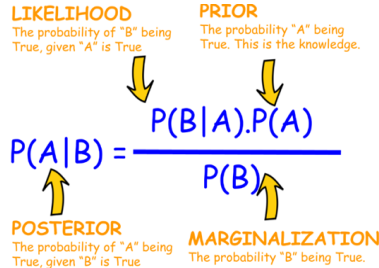 LIKELIHOOD
The probability of "B" being
True, given "A" is True
PRIOR
The probability "A" being
True. This is the knowledge.
P(A|B) = P(B|A).P(A)
P(B)
POSTERIOR
The probability of "A" being
True, given "B" is True
MARGINALIZATION
The probability "B" being True.